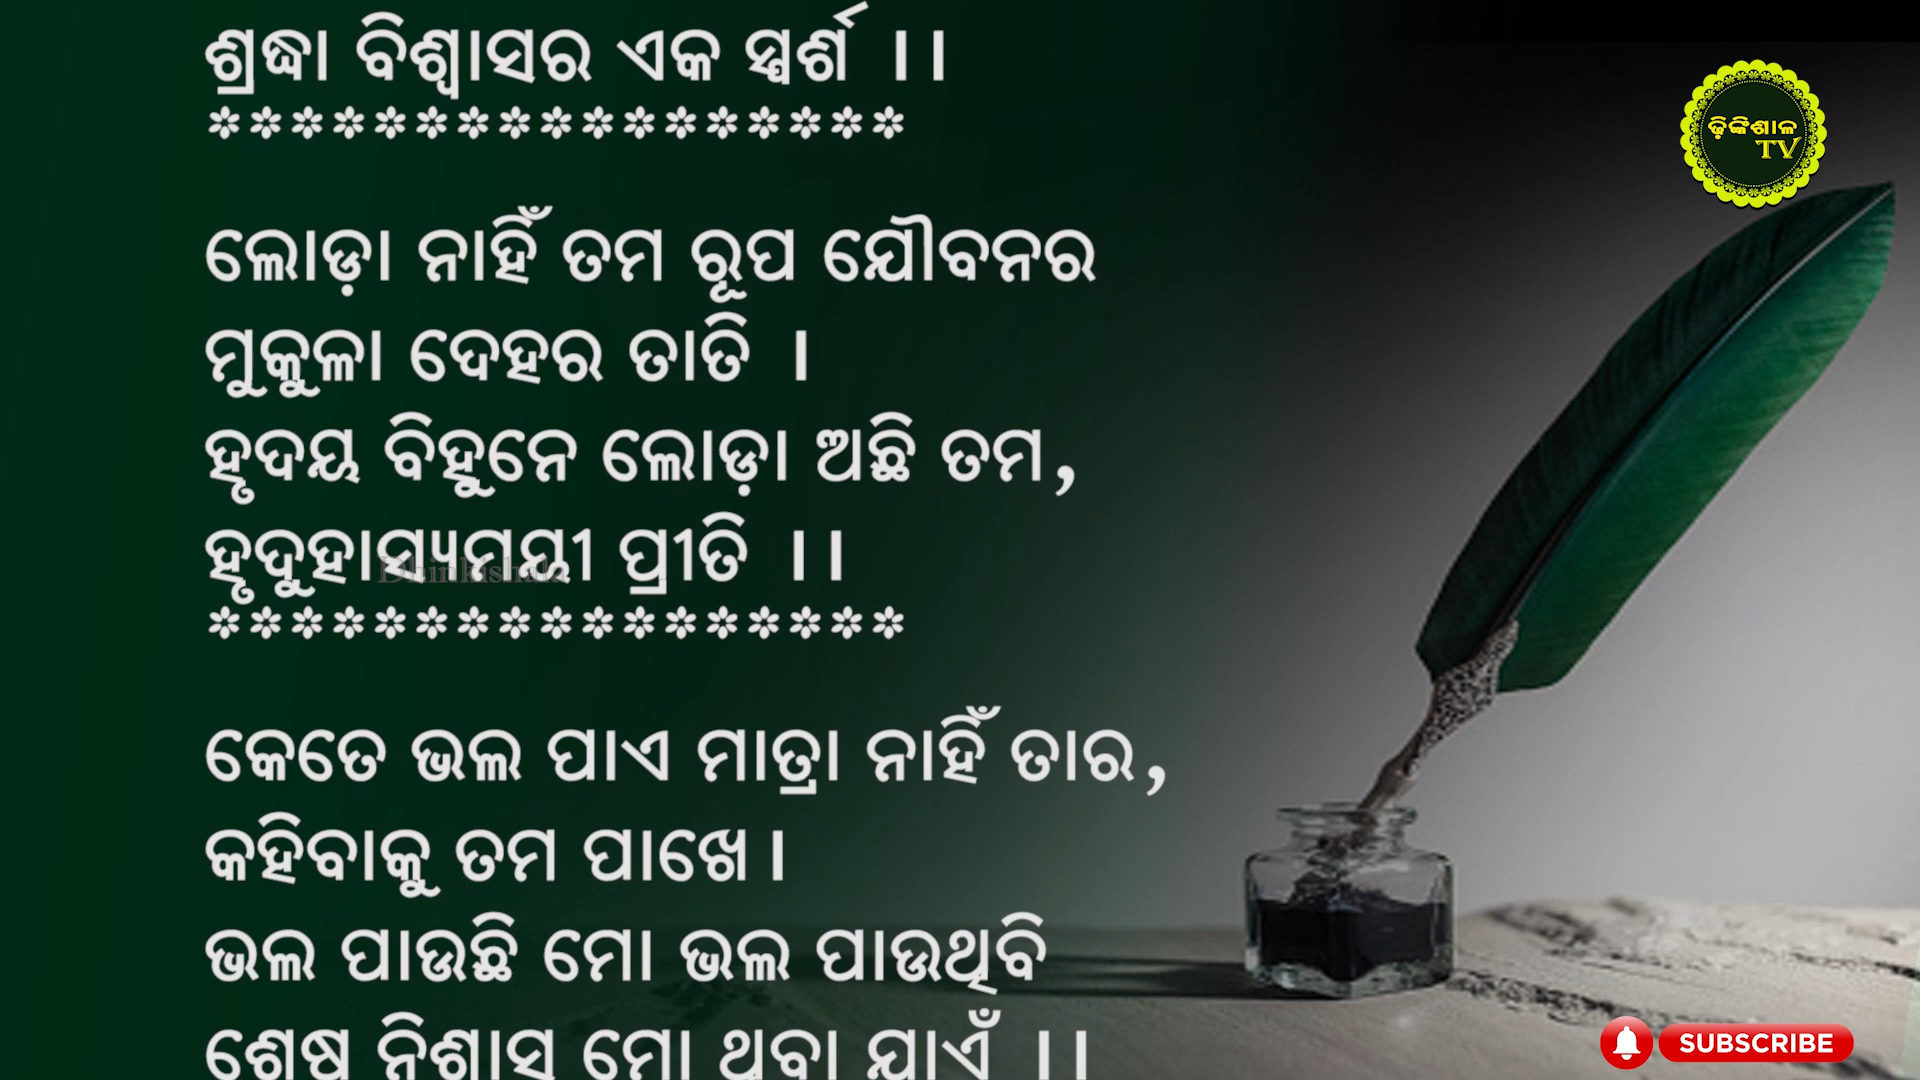 ଶ୍ରଦ୍ଧା ବିଶ୍ୱାସର ଏକ ସ୍ପର୍ଶ ।।
******************
ଲୋଡ଼ା ନାହିଁ ତମ ରୂପ ଯୌବନର
ମୁକୁଳା ଦେହର ତାତି ।
ହୃଦୟ ବିହୁନେ ଲୋଡ଼ା ଅଛି ତମ,
ହୃଦୁହାସ୍ୟମୟୀ ପ୍ରୀତି ।।
Dhinkishala
******************
କେତେ ଭଲ ପାଏ ମାତ୍ରା ନାହିଁ ତାର,
କହିବାକୁ ତମ ପାଖେ।
ଭଲ ପାଉଛି ମୋ ଭଲ ପାଉଥିବି
ଶେଷ ନିଶ୍ୱାସ ମୋ ଥିବା ଯାଏଁ ।।
ଢ଼ିଙ୍କିଶାଳ
TV
SUBSCRIBE